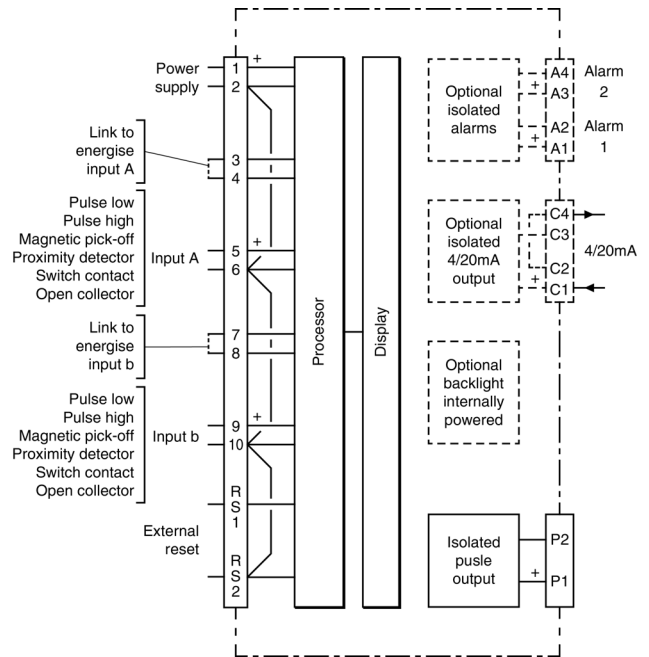 Power
supply
Link to
energise
input A
Pulse low
Pulse high
Magnetic pick-off
Proximity detector
Switch contact
Open collector
Input A
Link to
energise
input b
Pulse low
Pulse high
Magnetic pick-off
Proximity detector
Switch contact
Open collector
Input b
External
reset
1
+
2
3
4
5
+
6
7
8
9
+
10
R
S
1
R
S
2
Processor
Display
Optional
isolated
alarms
+
+
A4
A3
A2
A1
Alarm
2
Alarm
1
Optional
isolated
4/20mA
output
+
C4
C3
C2
C1
4/20mA
Optional
backlight
internally
powered
Isolated
pusle
output
+
P2
P1